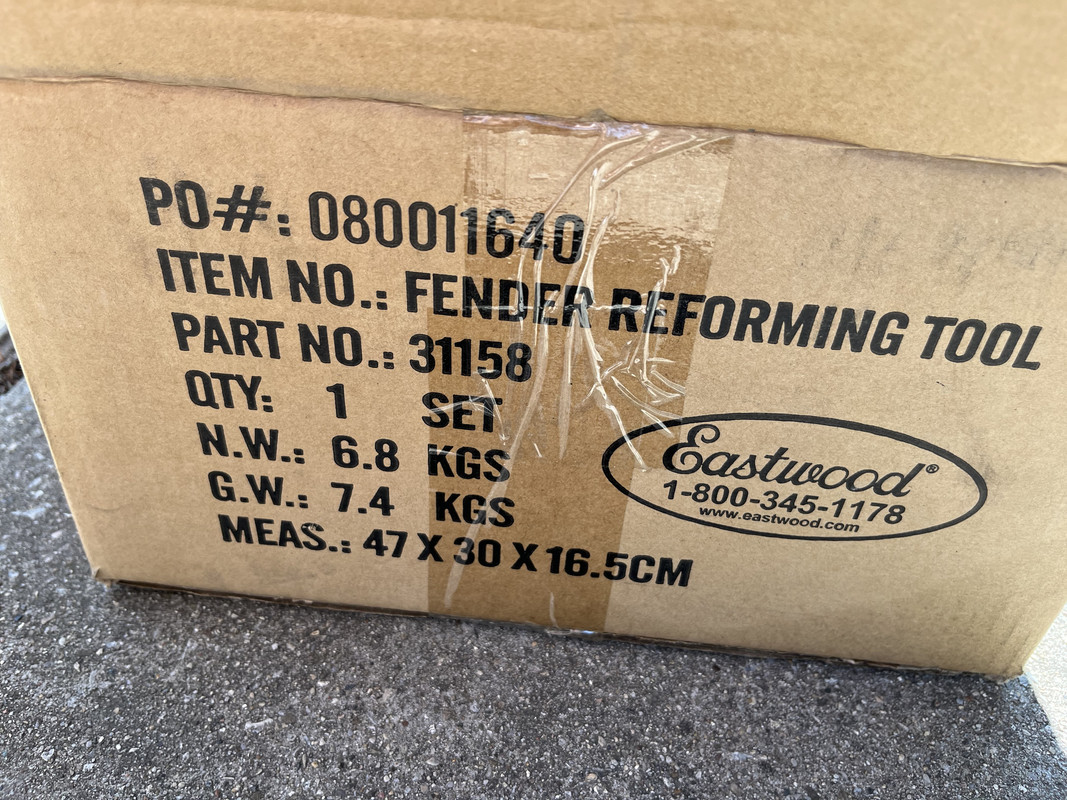 PO#: 080011640
ITEM NO.: FENDER REFORMING TOOL
PART NO.: 31158
QTY: 1 SET
N.W.: 6.8 KGS
G.W.: 7.4 KGS
MEAS.: 47 X 30 X 16.5CM
Eastwood®
1-800-345-1178
www.eastwood.com